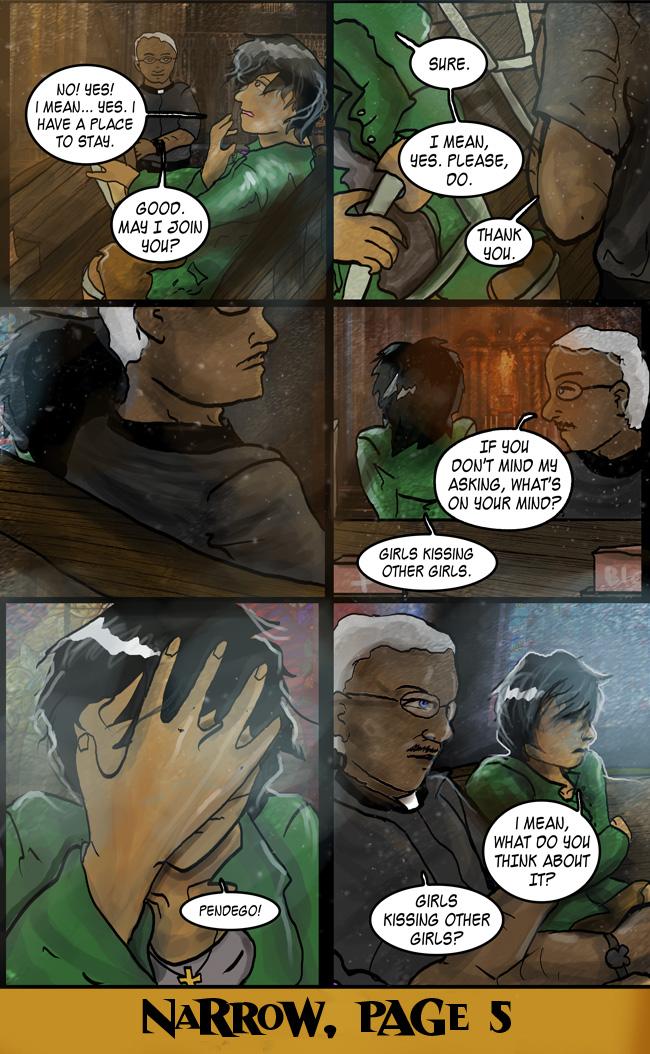 NO! YES!
I MEAN... YES. I
HAVE A PLACE
TO STAY.
GOOD.
MAY I JOIN
YOU?
SURE.
I MEAN,
YES. PLEASE,
DO.
THANK
YOU.
IF YOU
DON'T MIND MY
ASKING, WHAT'S
ON YOUR MIND?
GIRLS KISSING
OTHER GIRLS.
PENDEGO!
I MEAN,
WHAT DO YOU
THINK ABOUT
IT?
GIRLS
KISSING OTHER
GIRLS?
NARROW, PAGE 5